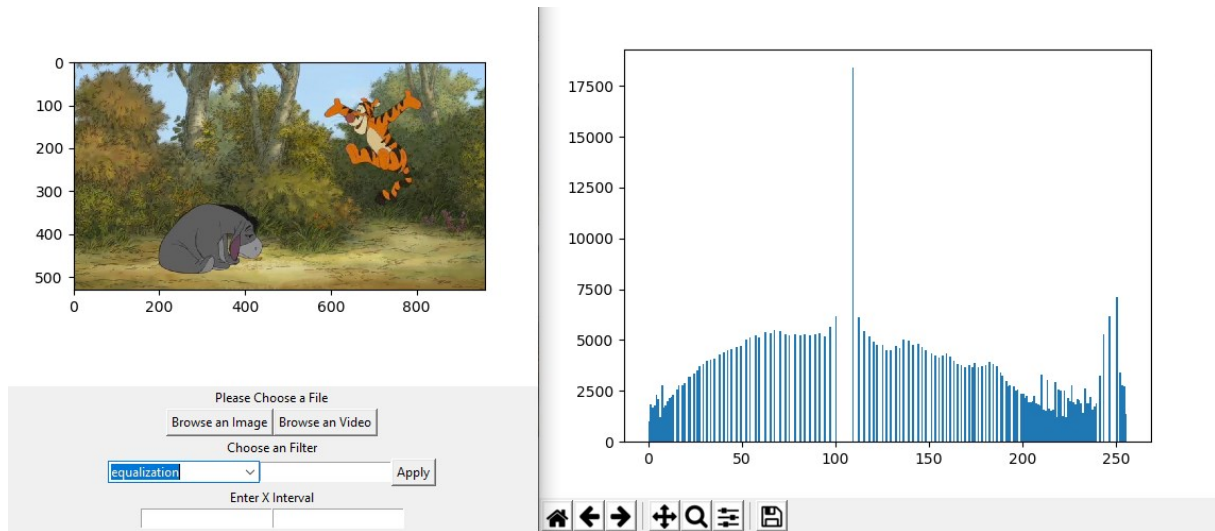 0
100
200
300
400
500
0 200 400 600 800
Please Choose a File
Browse an Image Browse an Video
Choose an Filter
equalization Apply
Enter X Interval
17500
15000
12500
10000
7500
5000
2500
0
0 50 100 150 200 250